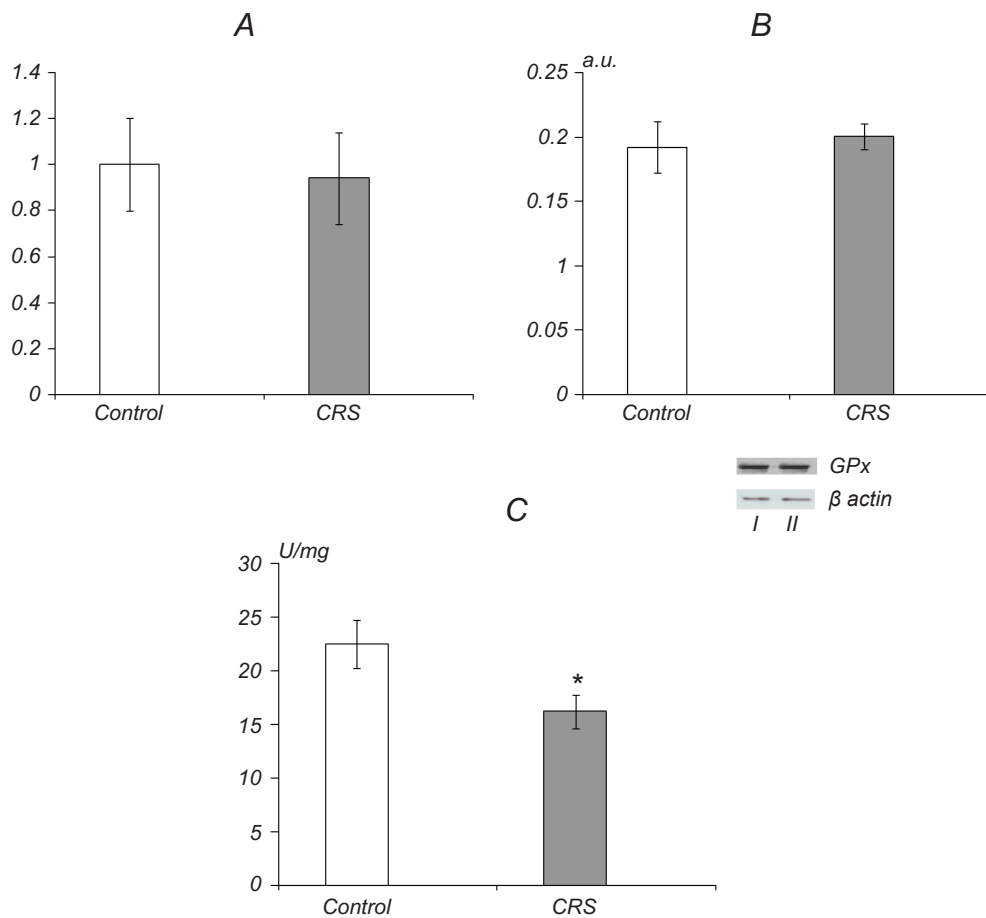 A
1.4
1.2
1
0.8
0.6
0.4
0.2
0
Control CRS
B
a.u.
0.25
0.2
0.15
1
0.05
0
Control CRS
GPx
β actin
I II
C
U/mg
30
25
20
15
10
5
0
*
Control CRS